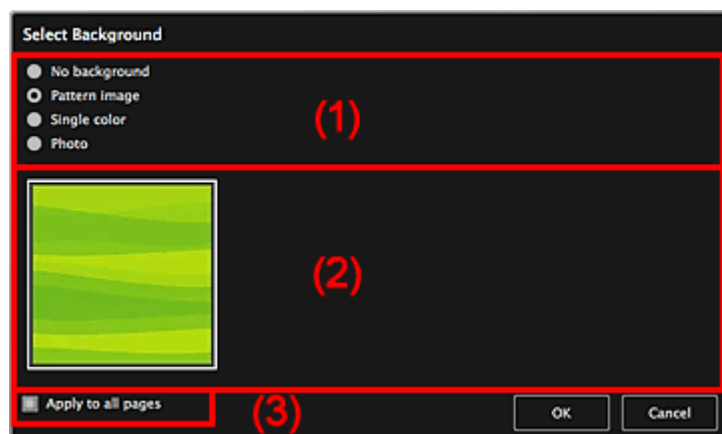 Select Background
No background
Pattern image
Single color
Photo
(1)
(2)
Apply to all pages
(3)
OK
Cancel